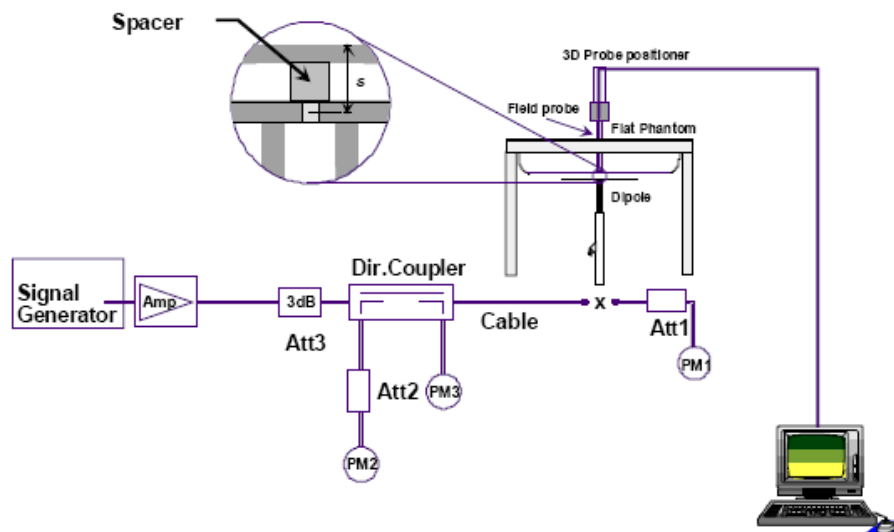 Spacer
s
3D Probe positioner
Field probe
Flat Phantom
Dipole
Signal
Generator
Amp
3dB
Att3
Dir.Coupler
Cable
x
Att1
PM1
Att2
PM3
PM2